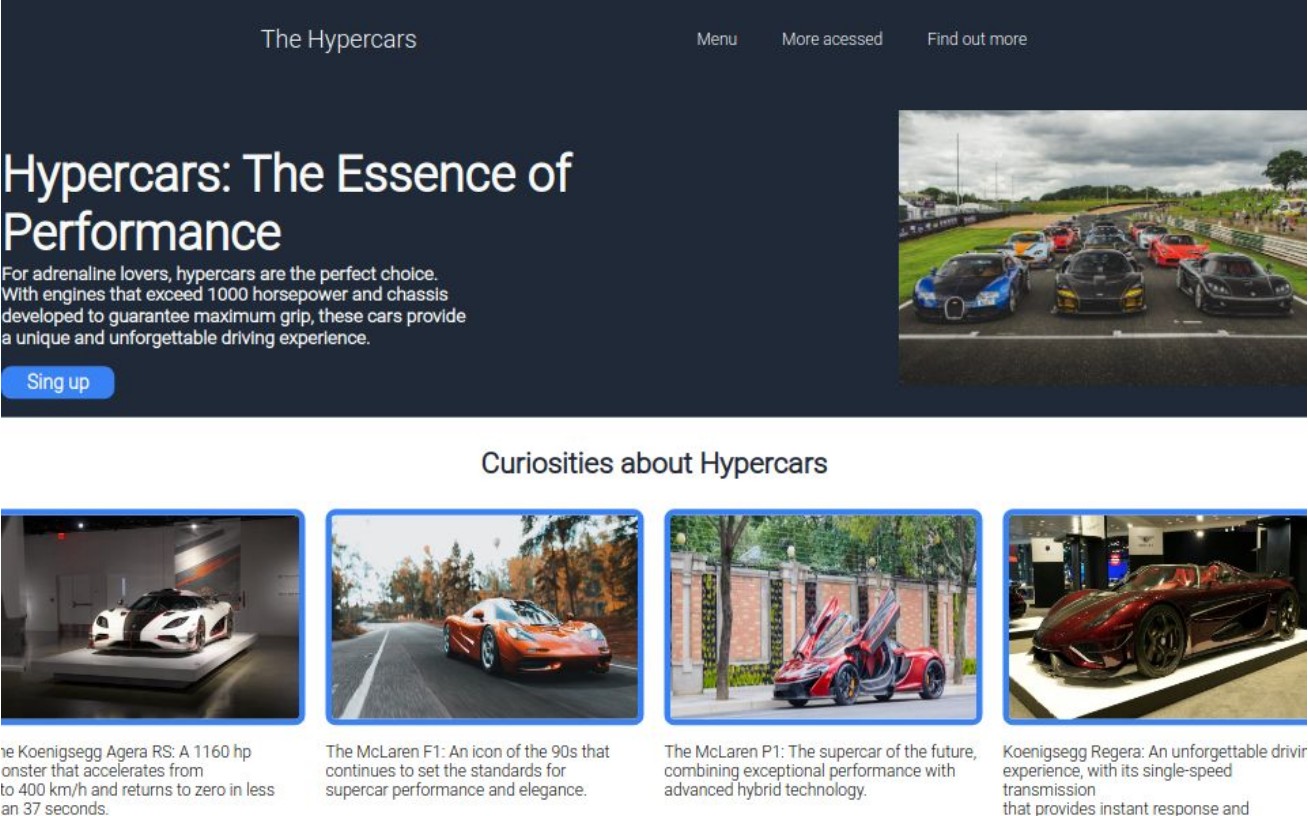 The Hypercars
Menu
More acessed
Find out more
Hypercars: The Essence of
Performance
For adrenaline lovers, hypercars are the perfect choice.
With engines that exceed 1000 horsepower and chassis
developed to guarantee maximum grip, these cars provide
a unique and unforgettable driving experience.
Sing up
Curiosities about Hypercars
Koenigsegg Agera RS: A 1160 hp
that accelerates from
to 400 km/h and returns to zero in less
37 seconds.
The McLaren F1: An icon of the 90s that
continues to set the standards for
supercar performance and elegance.
The McLaren P1: The supercar of the future,
combining exceptional performance with
advanced hybrid technology.
Koenigsegg Regera: An unforgettable
experience, with its single-speed
transmission
that provides instant response and